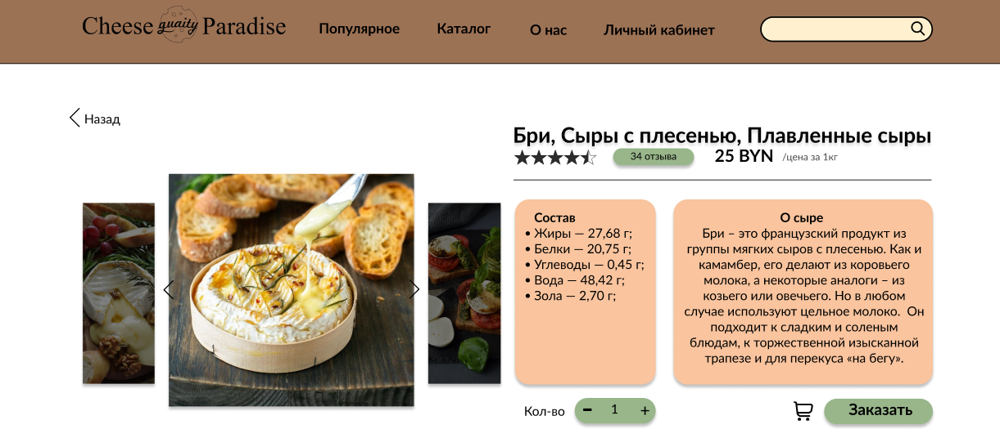 Cheese guaity Paradise
Популярное
Каталог
О нас
Личный кабинет
Назад
Бри, Сыры с плесенью, Плавленные сыры
34 отзыва
25 BYN /цена за 1кг
Состав
• Жиры — 27,68 г;
• Белки — 20,75 г;
• Углеводы — 0,45 г;
• Вода — 48,42 г;
• Зола — 2,70 г;
О сыре
Бри – это французский продукт из
группы мягких сыров с плесенью. Как и
камамбер, его делают из коровьего
молока, а некоторые аналоги – из
козьего или овечьего. Но в любом
случае используют цельное молоко. Он
подходит к сладким и соленым
блюдам, к торжественной изысканной
трапезе и для перекуса «на бегу».
Кол-во
− 1 +
Заказать